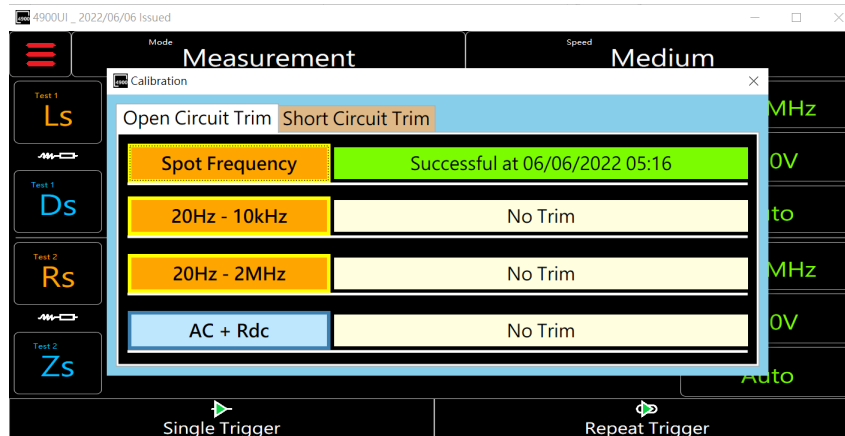 4900UI _ 2022/06/06 Issued
Mode
Measurement
Speed
Medium
4900 Calibration
Open Circuit Trim Short Circuit Trim
Spot Frequency Successful at 06/06/2022 05:16
20Hz - 10kHz No Trim
20Hz - 2MHz No Trim
AC + Rdc No Trim
Test 1
Ls
MHz
0V
Test 1
Ds
uto
Test 2
Rs
MHz
0V
Test 2
Zs
Auto
Single Trigger
Repeat Trigger